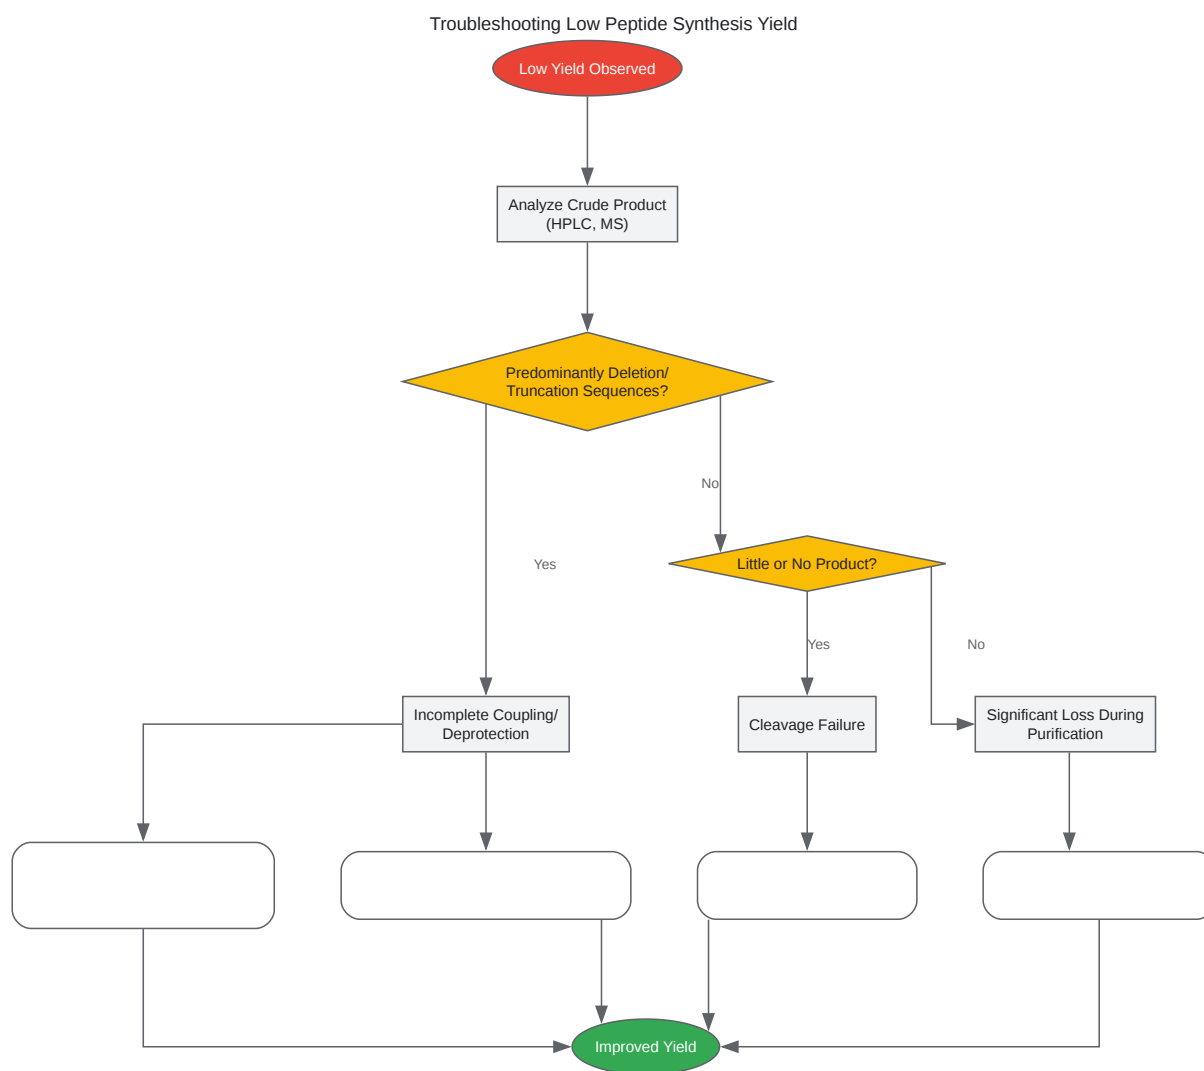 Troubleshooting Low Peptide Synthesis Yield
Low Yield Observed
Analyze Crude Product
(HPLC, MS)
Predominantly Deletion/
Truncation Sequences?
No
Yes
Little or No Product?
Yes
No
Incomplete Coupling/
Deprotection
Cleavage Failure
Significant Loss During
Purification
Improved Yield